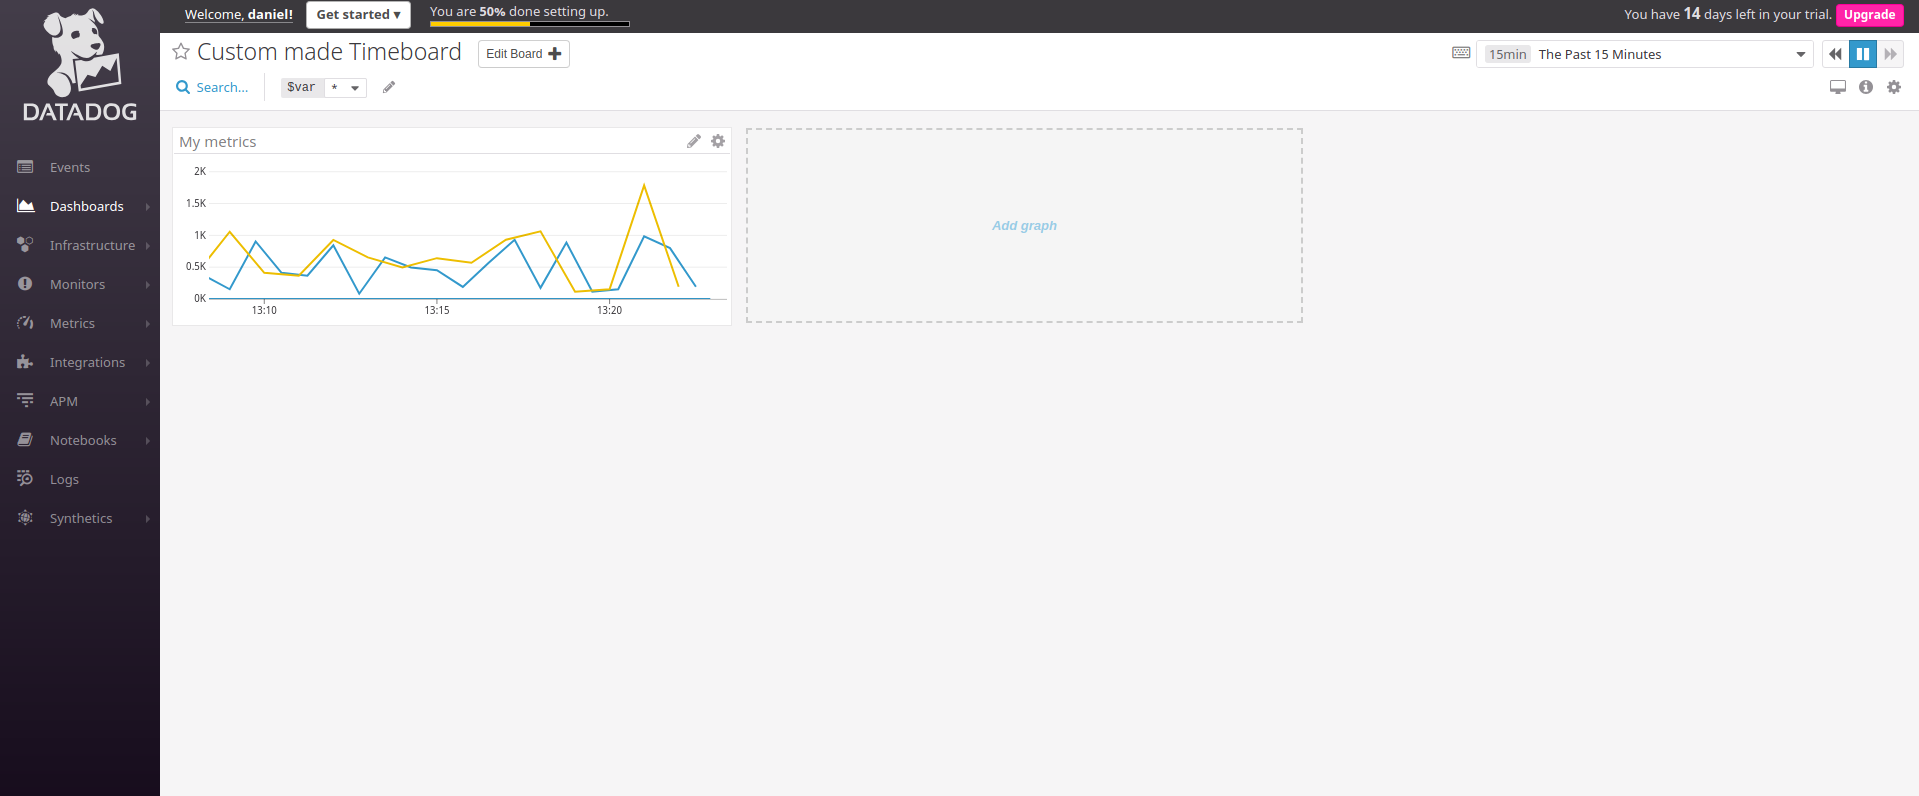 Welcome, daniel!
Get started ▾
You are 50% done setting up.
You have 14 days left in your trial.
Upgrade
DATADOG
Events
Dashboards
Infrastructure
Monitors
Metrics
Integrations
APM
Notebooks
Logs
Synthetics
Custom made Timeboard
Edit Board
15min The Past 15 Minutes
Search...
$var *
My metrics
2K
1.5K
1K
0.5K
0K
13:10 13:15 13:20
Add graph